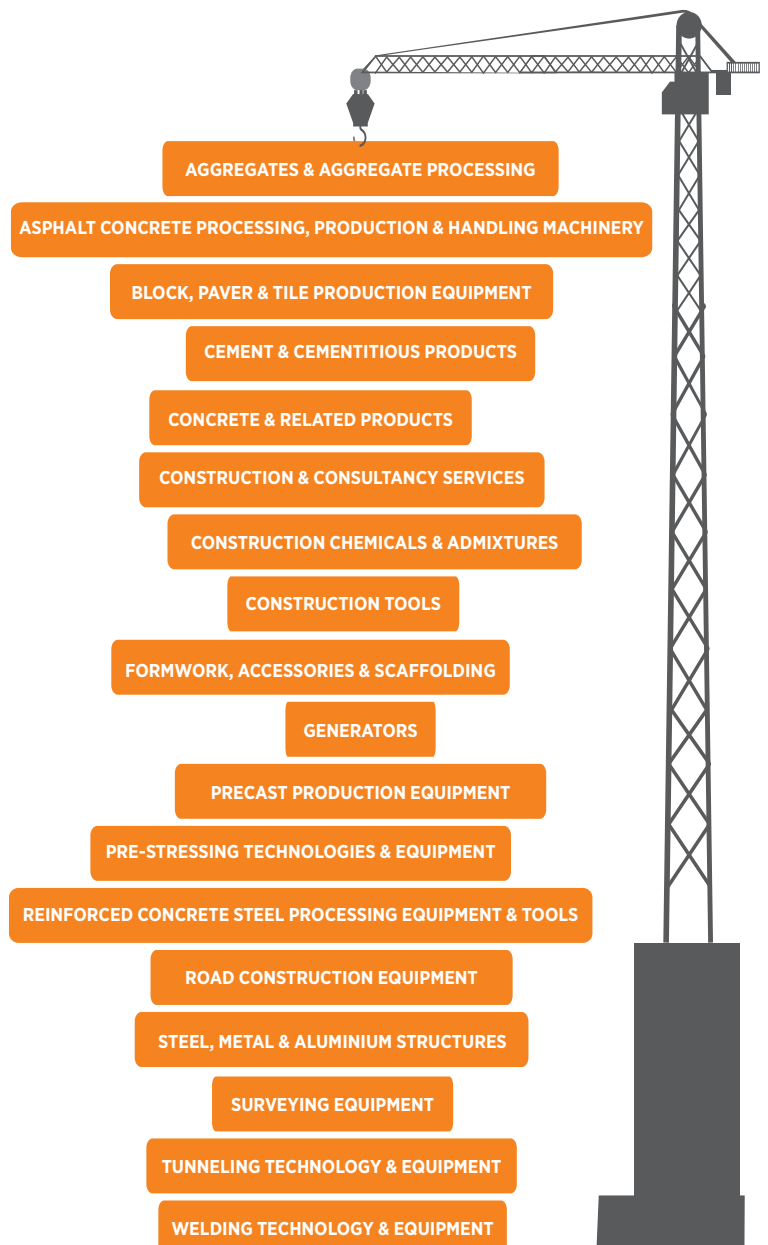 AGGREGATES & AGGREGATE PROCESSING
ASPHALT CONCRETE PROCESSING, PRODUCTION & HANDLING MACHINERY
BLOCK, PAVER & TILE PRODUCTION EQUIPMENT
CEMENT & CEMENTITIOUS PRODUCTS
CONCRETE & RELATED PRODUCTS
CONSTRUCTION & CONSULTANCY SERVICES
CONSTRUCTION CHEMICALS & ADMIXTURES
CONSTRUCTION TOOLS
FORMWORK, ACCESSORIES & SCAFFOLDING
GENERATORS
PRECAST PRODUCTION EQUIPMENT
PRE-STRESSING TECHNOLOGIES & EQUIPMENT
REINFORCED CONCRETE STEEL PROCESSING EQUIPMENT & TOOLS
ROAD CONSTRUCTION EQUIPMENT
STEEL, METAL & ALUMINIUM STRUCTURES
SURVEYING EQUIPMENT
TUNNELING TECHNOLOGY & EQUIPMENT
WELDING TECHNOLOGY & EQUIPMENT